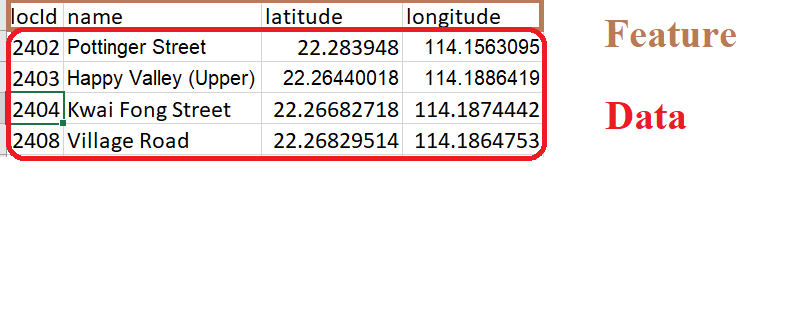 locId name latitude longitude
Feature
2402 Pottinger Street 22.283948 114.1563095
2403 Happy Valley (Upper) 22.26440018 114.1886419
2404 Kwai Fong Street 22.26682718 114.1874442
Data
2408 Village Road 22.26829514 114.1864753